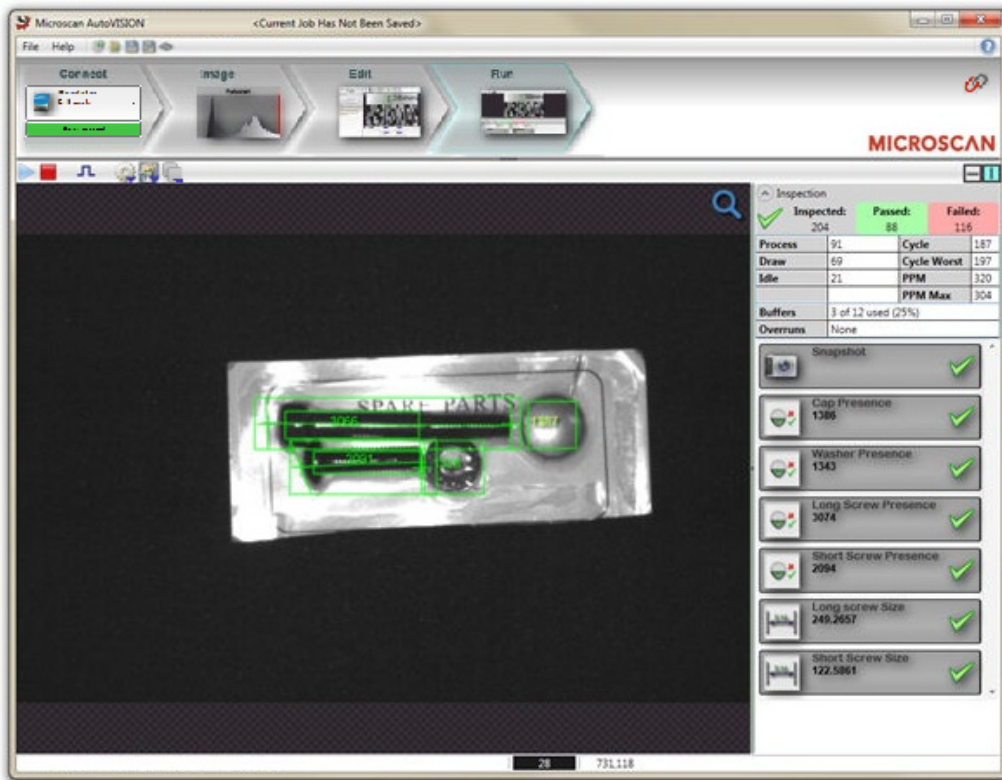 Microscan AutoVISION <Current Job Has Not Been Saved>
File Help
Connect Image Edit Run
MICROSCAN
Inspection
Inspected: Passed: Failed:
204 88 116
Process 91 Cycle 187
Draw 69 Cycle Worst 197
Idle 21 PPM 320
PPM Max 304
Buffers 3 of 12 used (25%)
Overruns None
Snapshot
Cap Presence
1386
Washer Presence
1343
Long Screw Presence
3074
Short Screw Presence
2094
Long screw Size
249.2657
Short Screw Size
122.5861
SPARE PARTS
28 731,118